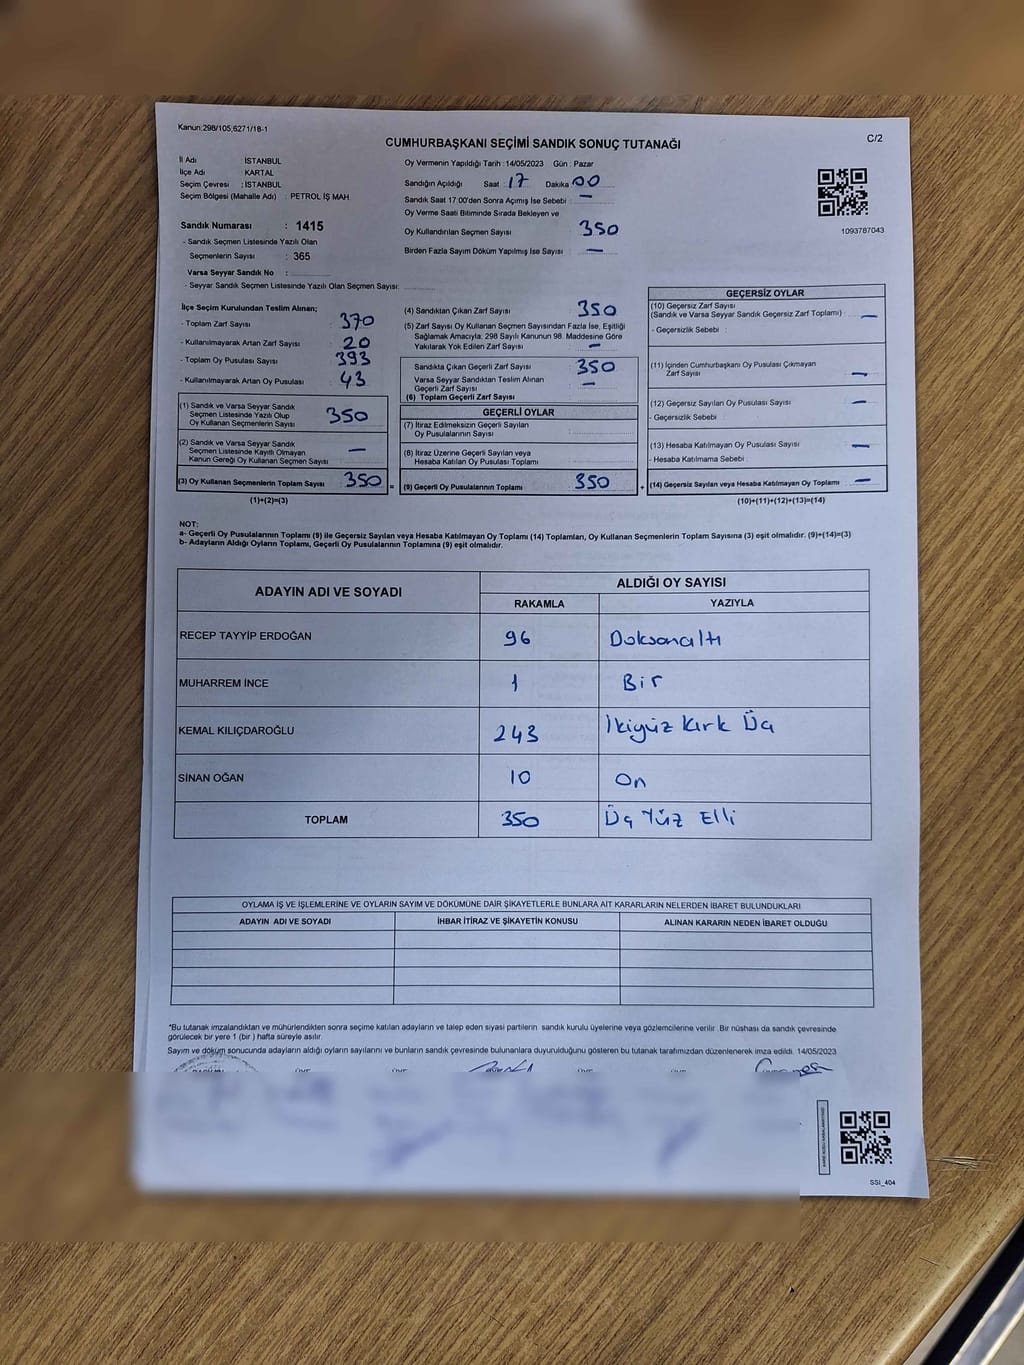 Kanun:298/105,6271/18-1
CUMHURBAŞKANI SEÇİMİ SANDIK SONUÇ TUTANAĞI
C/2
İl Adı : İSTANBUL
İlçe Adı : KARTAL
Seçim Çevresi : İSTANBUL
Seçim Bölgesi (Mahalle Adı) : PETROL İŞ MAH
Oy Vermenin Yapıldığı Tarih : 14/05/2023 Gün : Pazar
Sandığın Açıldığı Saat : 17 Dakika : 00
Sandık Saat 17:00'den Sonra Açımış İse Sebebi : —
Oy Verme Saati Bitiminde Sırada Bekleyen ve
Oy Kullandırılan Seçmen Sayısı : 350
Birden Fazla Sayım Döküm Yapılmış İse Sayısı : —
1093787043
Sandık Numarası : 1415
- Sandık Seçmen Listesinde Yazılı Olan
Seçmenlerin Sayısı : 365
Varsa Seyyar Sandık No :
- Seyyar Sandık Seçmen Listesinde Yazılı Olan Seçmen Sayısı:
İlçe Seçim Kurulundan Teslim Alınan;
- Toplam Zarf Sayısı : 370
- Kullanılmayarak Artan Zarf Sayısı : 20
- Toplam Oy Pusulası Sayısı : 393
- Kullanılmayarak Artan Oy Pusulası : 43
(1) Sandık ve Varsa Seyyar Sandık
Seçmen Listesinde Yazılı Olup
Oy Kullanan Seçmenlerin Sayısı : 350
(2) Sandık ve Varsa Seyyar Sandık
Seçmen Listesinde Kayıtlı Olmayan
Kanun Gereği Oy Kullanan Seçmen Sayısı : —
(3) Oy Kullanan Seçmenlerin Toplam Sayısı : 350 =
(1)+(2)=(3)
(4) Sandıktan Çıkan Zarf Sayısı : 350
(5) Zarf Sayısı Oy Kullanan Seçmen Sayısından Fazla İse, Eşitliği
Sağlamak Amacıyla, 298 Sayılı Kanunun 98. Maddesine Göre
Yakılarak Yok Edilen Zarf Sayısı : —
Sandıkta Çıkan Geçerli Zarf Sayısı : 350
Varsa Seyyar Sandıktan Teslim Alınan
Geçerli Zarf Sayısı : —
(6) Toplam Geçerli Zarf Sayısı :
GEÇERLİ OYLAR
(7) İtiraz Edilmeksizin Geçerli Sayılan
Oy Pusulalarının Sayısı :
(8) İtiraz Üzerine Geçerli Sayılan veya
Hesaba Katılan Oy Pusulası Toplamı :
(9) Geçerli Oy Pusulalarının Toplamı : 350 +
GEÇERSİZ OYLAR
(10) Geçersiz Zarf Sayısı
(Sandık ve Varsa Seyyar Sandık Geçersiz Zarf Toplamı) : —
- Geçersizlik Sebebi :
(11) İçinden Cumhurbaşkanı Oy Pusulası Çıkmayan
Zarf Sayısı : —
(12) Geçersiz Sayılan Oy Pusulası Sayısı : —
- Geçersizlik Sebebi :
(13) Hesaba Katılmayan Oy Pusulası Sayısı : —
- Hesaba Katılmama Sebebi :
(14) Geçersiz Sayılan veya Hesaba Katılmayan Oy Toplamı : —
(10)+(11)+(12)+(13)=(14)
NOT:
a- Geçerli Oy Pusulalarının Toplamı (9) ile Geçersiz Sayılan veya Hesaba Katılmayan Oy Toplamı (14) Toplamları, Oy Kullanan Seçmenlerin Toplam Sayısına (3) eşit olmalıdır. (9)+(14)=(3)
b- Adayların Aldığı Oyların Toplamı, Geçerli Oy Pusulalarının Toplamına (9) eşit olmalıdır.
ADAYIN ADI VE SOYADI
ALDIĞI OY SAYISI
RAKAMLA YAZIYLA
RECEP TAYYİP ERDOĞAN 96 Doksanaltı
MUHARREM İNCE 1 Bir
KEMAL KILIÇDAROĞLU 243 İkiyüz Kırk Üç
SİNAN OĞAN 10 On
TOPLAM 350 Üç Yüz Elli
OYLAMA İŞ VE İŞLEMLERİNE VE OYLARIN SAYIM VE DÖKÜMÜNE DAİR ŞİKAYETLERLE BUNLARA AİT KARARLARIN NELERDEN İBARET BULUNDUKLARI
ADAYIN ADI VE SOYADI İHBAR İTİRAZ VE ŞİKAYETİN KONUSU ALINAN KARARIN NEDEN İBARET OLDUĞU
*Bu tutanak imzalandıktan ve mühürlendikten sonra seçime katılan adayların ve talep eden siyasi partilerin sandık kurulu üyelerine veya gözlemcilerine verilir. Bir nüshası da sandık çevresinde
görülecek bir yere 1 (bir ) hafta süreyle asılır.
Sayım ve döküm sonucunda adayların aldığı oyların sayılarını ve bunların sandık çevresinde bulunanlara duyurulduğunu gösteren bu tutanak tarafımızdan düzenlenerek imza edildi. 14/05/2023
SSI_404